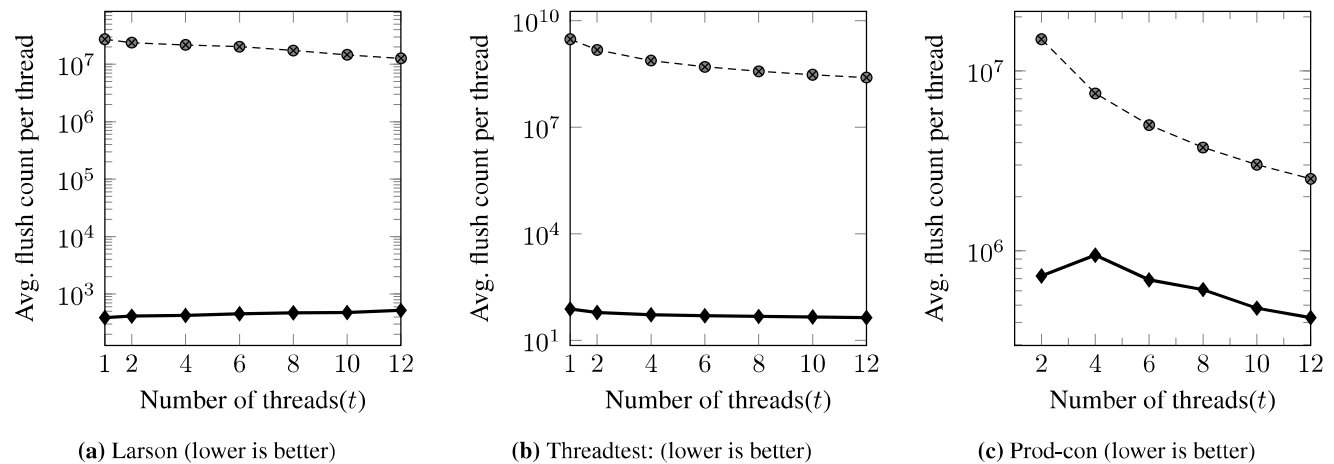 Avg. flush count per thread
10^7
10^6
10^5
10^4
10^3
1 2 4 6 8 10 12
Number of threads(t)
(a) Larson (lower is better)
Avg. flush count per thread
10^10
10^7
10^4
10^1
1 2 4 6 8 10 12
Number of threads(t)
(b) Threadtest: (lower is better)
Avg. flush count per thread
10^7
10^6
2 4 6 8 10 12
Number of threads(t)
(c) Prod-con (lower is better)